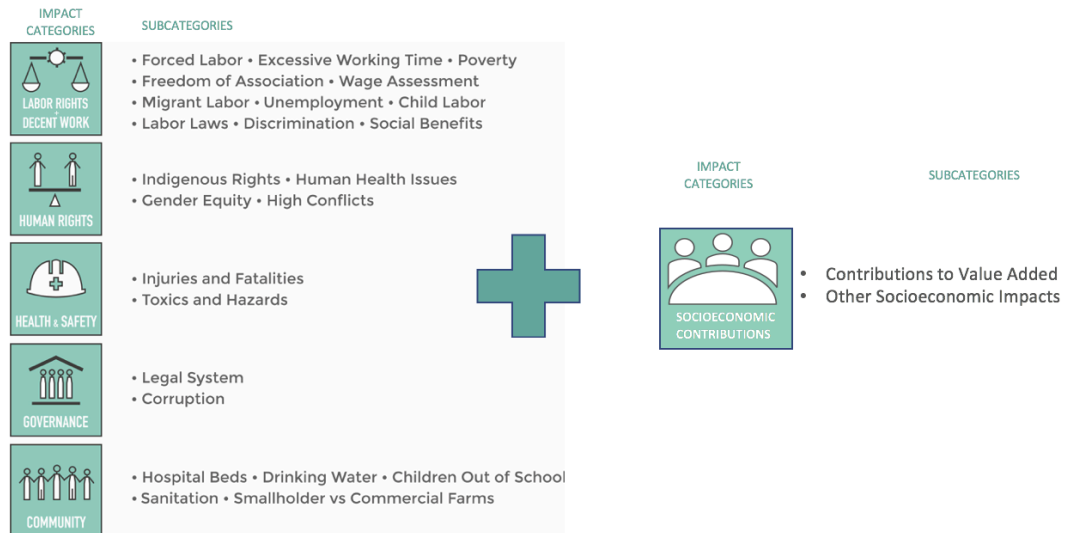 IMPACT
CATEGORIES
SUBCATEGORIES
LABOR RIGHTS
+
DECENT WORK
• Forced Labor • Excessive Working Time • Poverty
• Freedom of Association • Wage Assessment
• Migrant Labor • Unemployment • Child Labor
• Labor Laws • Discrimination • Social Benefits
HUMAN RIGHTS
• Indigenous Rights • Human Health Issues
• Gender Equity • High Conflicts
HEALTH & SAFETY
• Injuries and Fatalities
• Toxics and Hazards
GOVERNANCE
• Legal System
• Corruption
COMMUNITY
• Hospital Beds • Drinking Water • Children Out of School
• Sanitation • Smallholder vs Commercial Farms
IMPACT
CATEGORIES
SUBCATEGORIES
SOCIOECONOMIC
CONTRIBUTIONS
• Contributions to Value Added
• Other Socioeconomic Impacts